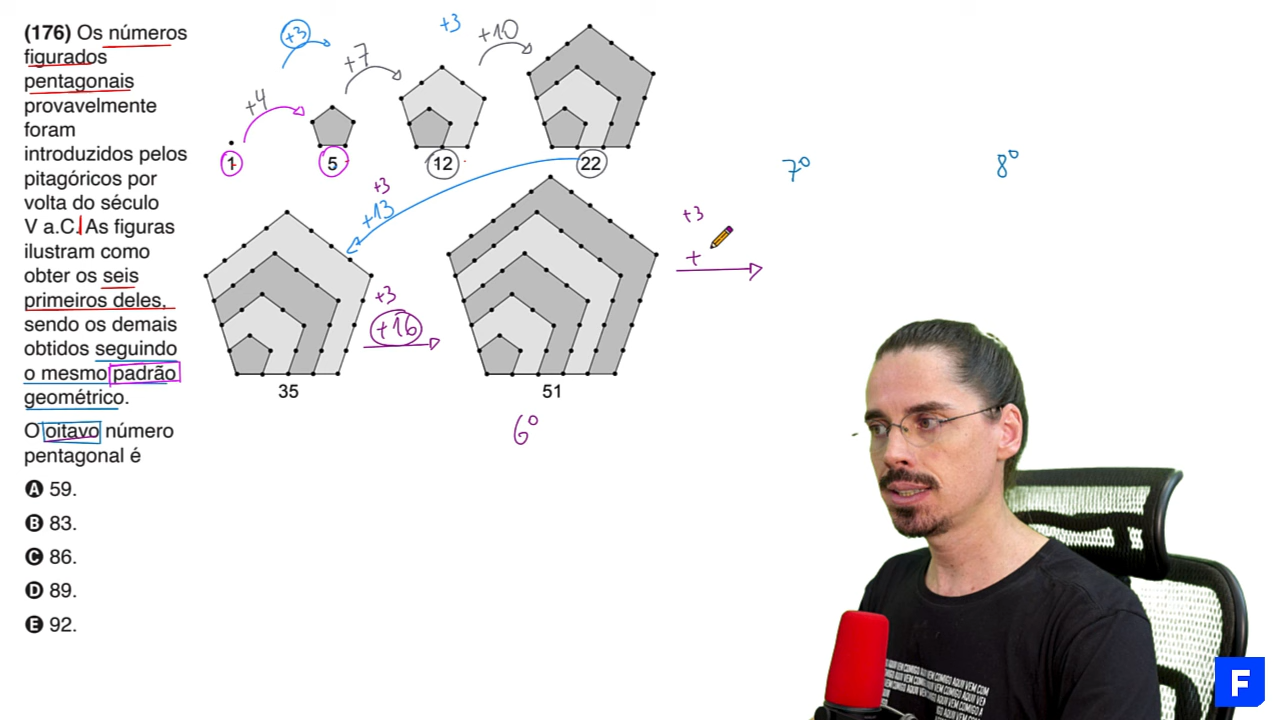 (176) Os números
figurados
pentagonais
provavelmente
foram
introduzidos pelos
pitagóricos por
volta do século
V a.C. As figuras
ilustram como
obter os seis
primeiros deles,
sendo os demais
obtidos seguindo
o mesmo padrão
geométrico.
O oitavo número
pentagonal é
A 59.
B 83.
C 86.
D 89.
E 92.
+3
+3
+4
+7
+10
1
5
12
22
+3
+13
+3
+16
+3
+
35
51
6º
7º
8º
F